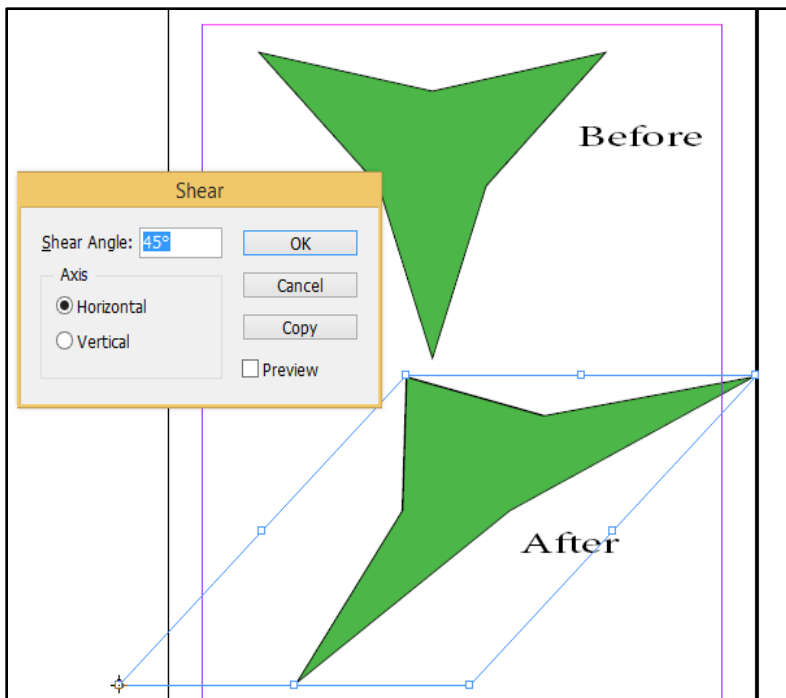 Before
Shear
Shear Angle: 45°
OK
Axis
Cancel
Horizontal
Copy
Vertical
Preview
After